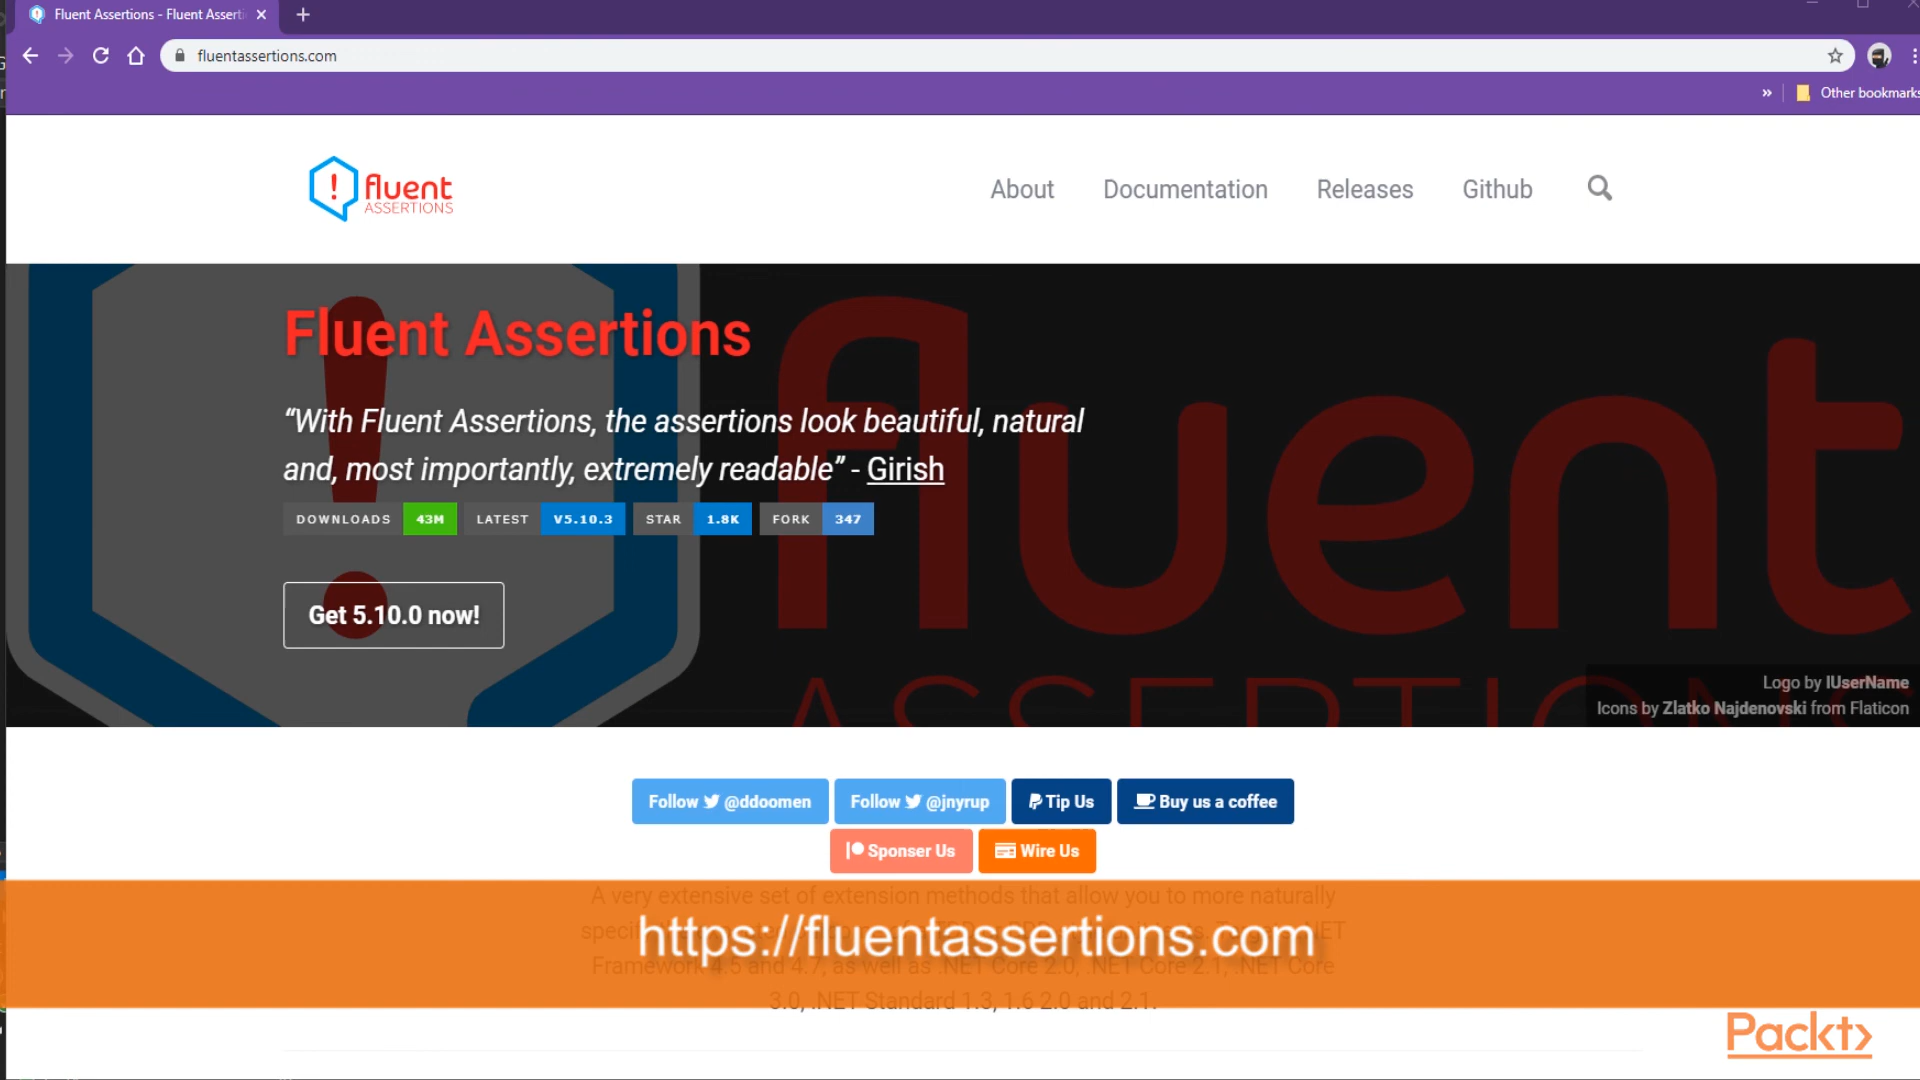 Fluent Assertions - Fluent Asserti
fluentassertions.com
Other bookmarks
fluent
ASSERTIONS
About Documentation Releases Github
Fluent Assertions
“With Fluent Assertions, the assertions look beautiful, natural
and, most importantly, extremely readable” - Girish
DOWNLOADS 43M LATEST V5.10.3 STAR 1.8K FORK 347
Get 5.10.0 now!
fluent
ASSERTIONS
Logo by IUserName
Icons by Zlatko Najdenovski from Flaticon
Follow @ddoomen Follow @jnyrup Tip Us Buy us a coffee
Sponser Us Wire Us
A very extensive set of extension methods that allow you to more naturally
https://fluentassertions.com
Framework 4.5 and 4.7, as well as .NET Core 2.0, .NET Core 2.1, .NET Core
3.0, .NET Standard 1.3, 1.6 2.0 and 2.1.
Packt>